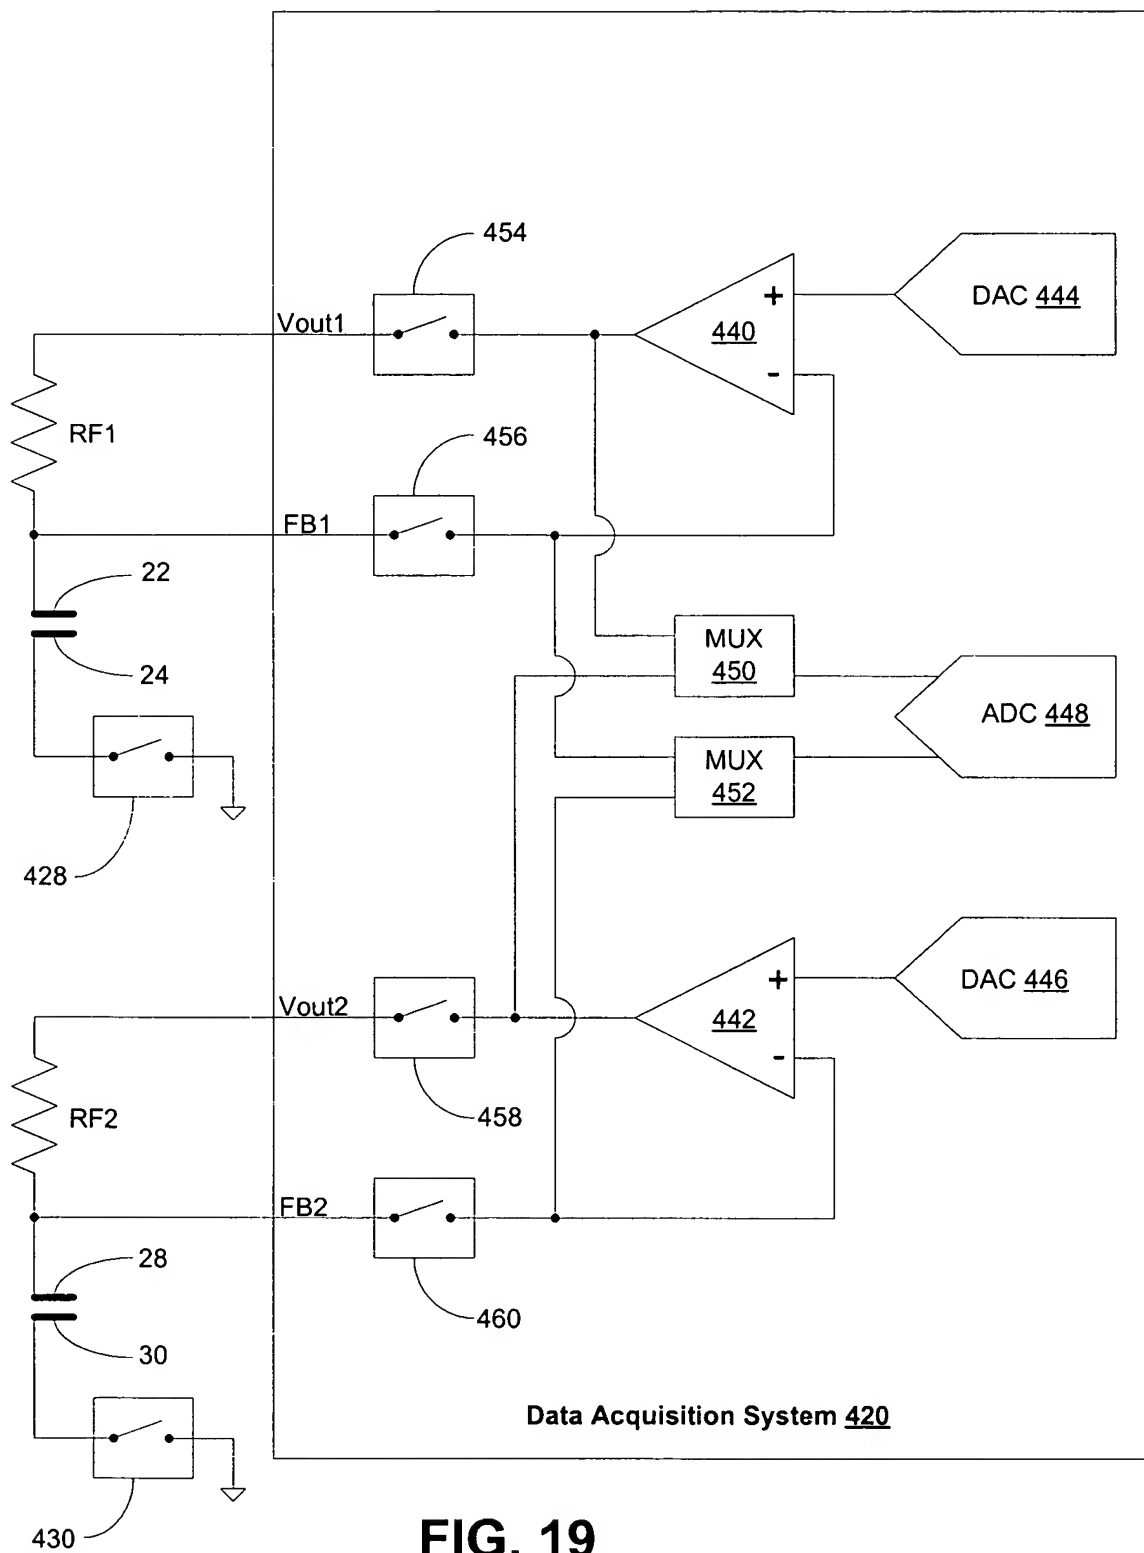 454
Vout1
+
440
-
DAC 444
RF1
456
FB1
22
24
MUX
450
ADC 448
MUX
452
428
Vout2
+
442
-
DAC 446
458
RF2
FB2
28
460
30
Data Acquisition System 420
430
FIG. 19